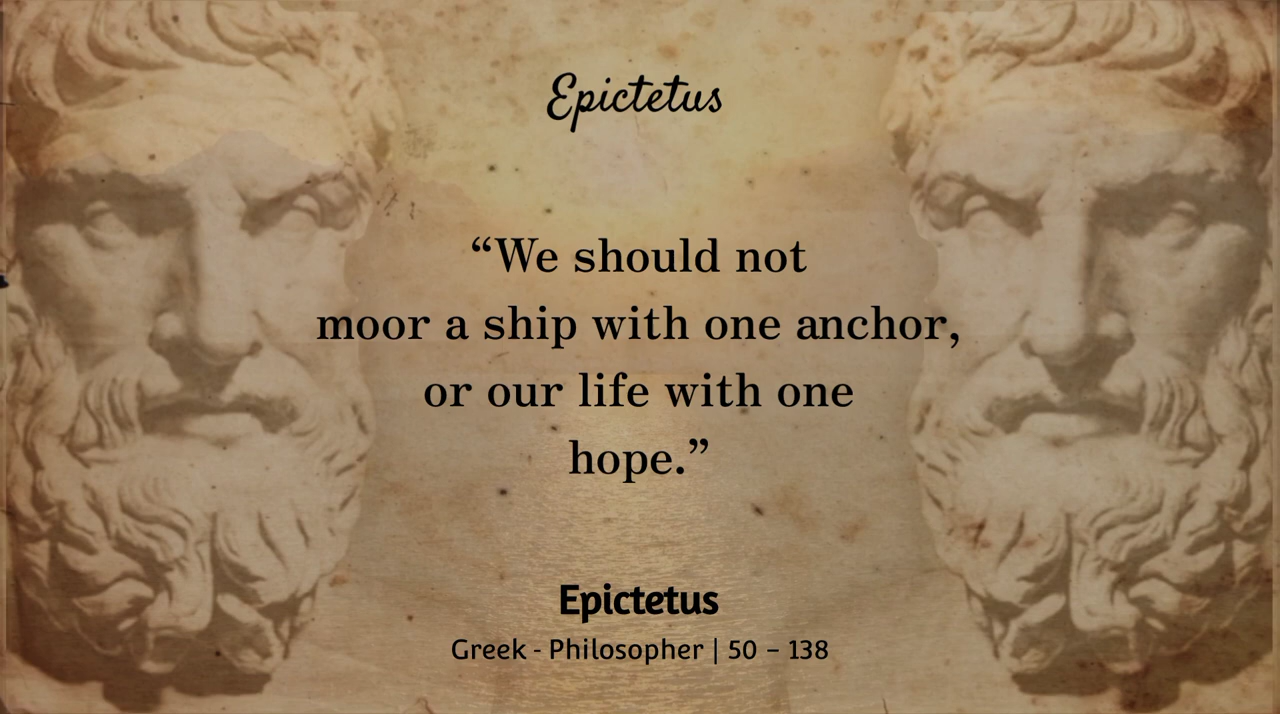 Epictetus
“We should not
moor a ship with one anchor,
or our life with one
hope.”
Epictetus
Greek - Philosopher | 50 – 138